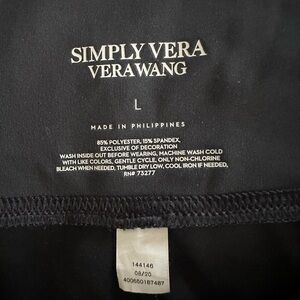 SIMPLY VERA
VERAWANG
L
MADE IN PHILIPPINES
85% POLYESTER, 15% SPANDEX,
EXCLUSIVE OF DECORATION
WASH INSIDE OUT BEFORE WEARING, MACHINE WASH COLD
WITH LIKE COLORS, GENTLE CYCLE, ONLY NON-CHLORINE
BLEACH WHEN NEEDED, TUMBLE DRY LOW, COOL IRON IF NEEDED,
RN# 73277
144146
08/20
400650187487